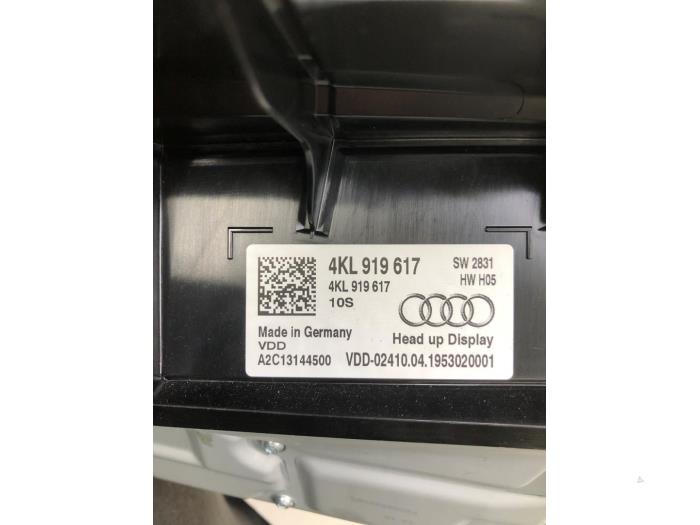 4KL 919 617 SW 2831
4KL 919 617 HW H05
10S
Made in Germany Head up Display
VDD
A2C13144500 VDD-02410.04.1953020001